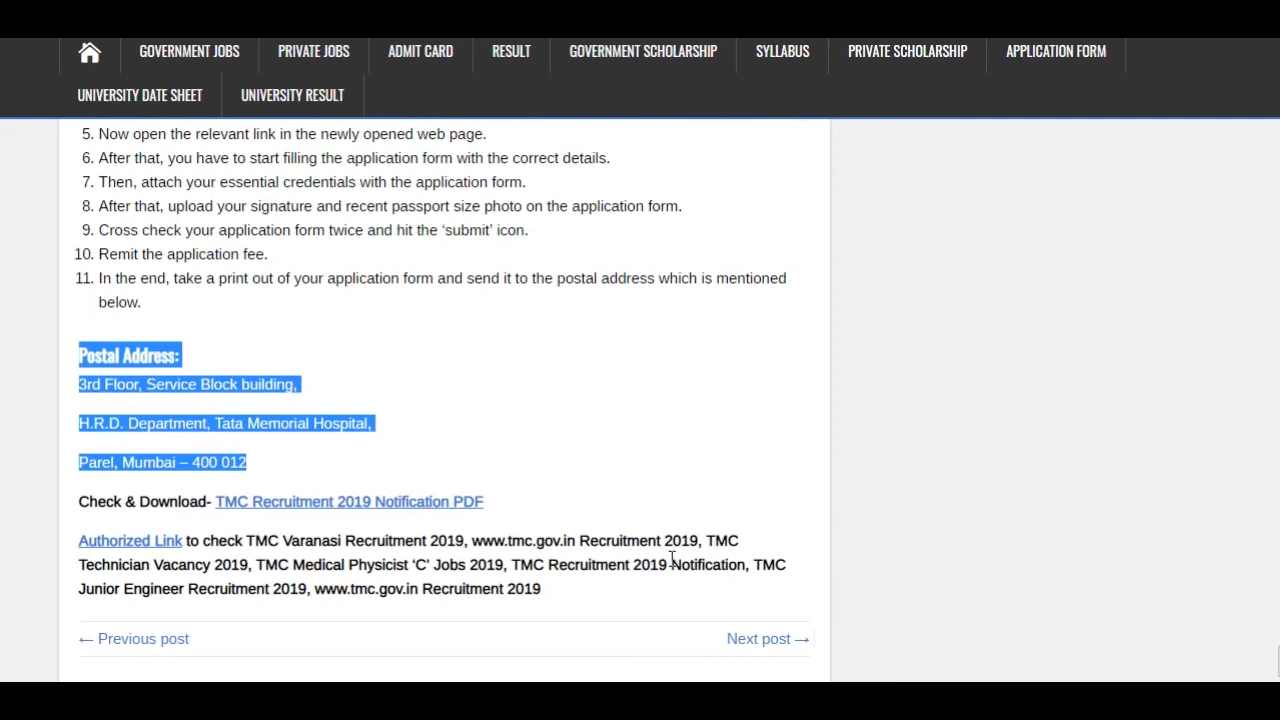 GOVERNMENT JOBS PRIVATE JOBS ADMIT CARD RESULT GOVERNMENT SCHOLARSHIP SYLLABUS PRIVATE SCHOLARSHIP APPLICATION FORM
UNIVERSITY DATE SHEET UNIVERSITY RESULT
5. Now open the relevant link in the newly opened web page.
6. After that, you have to start filling the application form with the correct details.
7. Then, attach your essential credentials with the application form.
8. After that, upload your signature and recent passport size photo on the application form.
9. Cross check your application form twice and hit the ‘submit’ icon.
10. Remit the application fee.
11. In the end, take a print out of your application form and send it to the postal address which is mentioned
below.
Postal Address:
3rd Floor, Service Block building,
H.R.D. Department, Tata Memorial Hospital,
Parel, Mumbai – 400 012
Check & Download- TMC Recruitment 2019 Notification PDF
Authorized Link to check TMC Varanasi Recruitment 2019, www.tmc.gov.in Recruitment 2019, TMC
Technician Vacancy 2019, TMC Medical Physicist ‘C’ Jobs 2019, TMC Recruitment 2019 Notification, TMC
Junior Engineer Recruitment 2019, www.tmc.gov.in Recruitment 2019
← Previous post Next post →